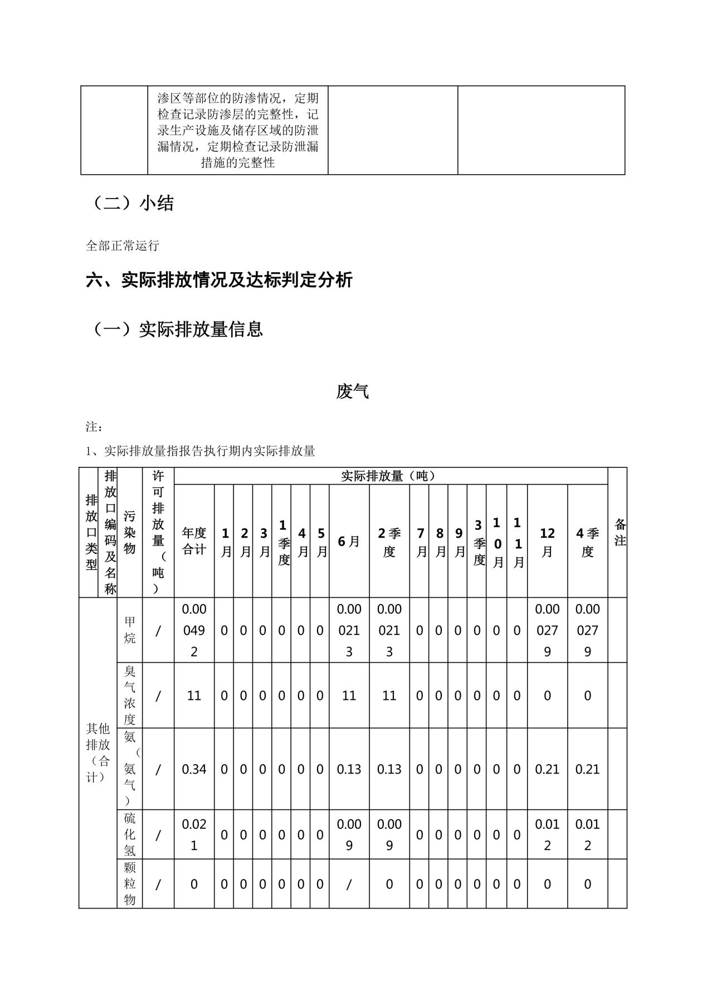 渗区等部位的防渗情况，定期
检查记录防渗层的完整性，记
录生产设施及储存区域的防泄
漏情况，定期检查记录防泄漏
措施的完整性
（二）小结
全部正常运行
六、实际排放情况及达标判定分析
（一）实际排放量信息
废气
注：
1、实际排放量指报告执行期内实际排放量
排放口类型 排放口编码及名称 污染物 许可排放量（吨） 实际排放量（吨） 备注
年度合计 1月 2月 3月 1季度 4月 5月 6月 2季度 7月 8月 9月 3季度 10月 11月 12月 4季度
其他排放（合计） 甲烷 / 0.000492 0 0 0 0 0 0 0.000213 0.000213 0 0 0 0 0 0 0.000279 0.000279
臭气浓度 / 11 0 0 0 0 0 0 11 11 0 0 0 0 0 0 0 0
氨（氨气） / 0.34 0 0 0 0 0 0 0.13 0.13 0 0 0 0 0 0 0.21 0.21
硫化氢 / 0.021 0 0 0 0 0 0 0.009 0.009 0 0 0 0 0 0 0.012 0.012
颗粒物 / 0 0 0 0 0 0 0 / 0 0 0 0 0 0 0 0 0